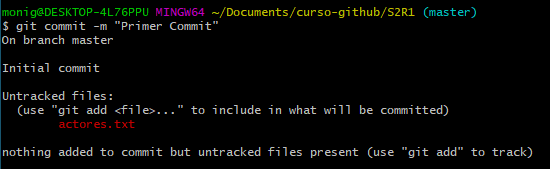 monig@DESKTOP-4L76PPU MINGW64 ~/Documents/curso-github/S2R1 (master)
$ git commit -m "Primer Commit"
On branch master
Initial commit
Untracked files:
(use "git add <file>..." to include in what will be committed)
actores.txt
nothing added to commit but untracked files present (use "git add" to track)